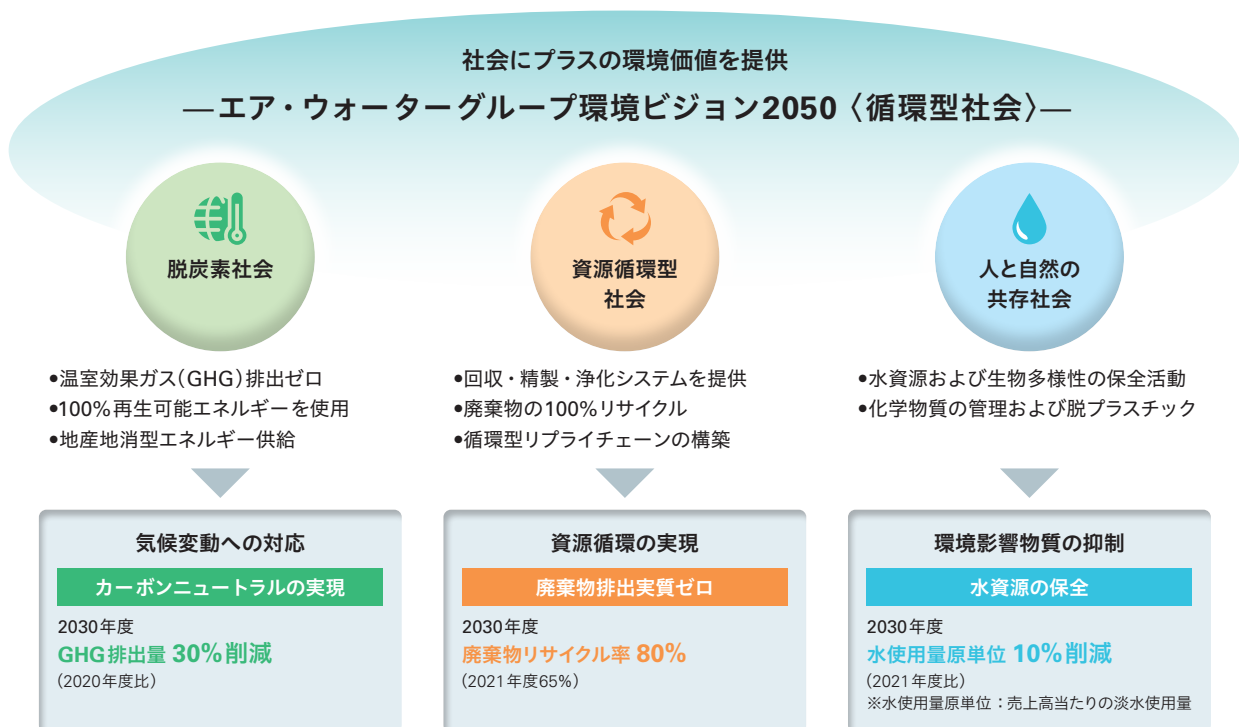 社会にプラスの環境価値を提供
―エア・ウォーターグループ環境ビジョン2050〈循環型社会〉―
脱炭素社会
資源循環型
社会
人と自然の
共存社会
•温室効果ガス(GHG)排出ゼロ
•100%再生可能エネルギーを使用
•地産地消型エネルギー供給
•回収・精製・浄化システムを提供
•廃棄物の100%リサイクル
•循環型リプライチェーンの構築
•水資源および生物多様性の保全活動
•化学物質の管理および脱プラスチック
気候変動への対応
カーボンニュートラルの実現
2030年度
GHG排出量 30%削減
(2020年度比)
資源循環の実現
廃棄物排出実質ゼロ
2030年度
廃棄物リサイクル率 80%
(2021年度65%)
環境影響物質の抑制
水資源の保全
2030年度
水使用量原単位 10%削減
(2021年度比)
※水使用量原単位:売上高当たりの淡水使用量